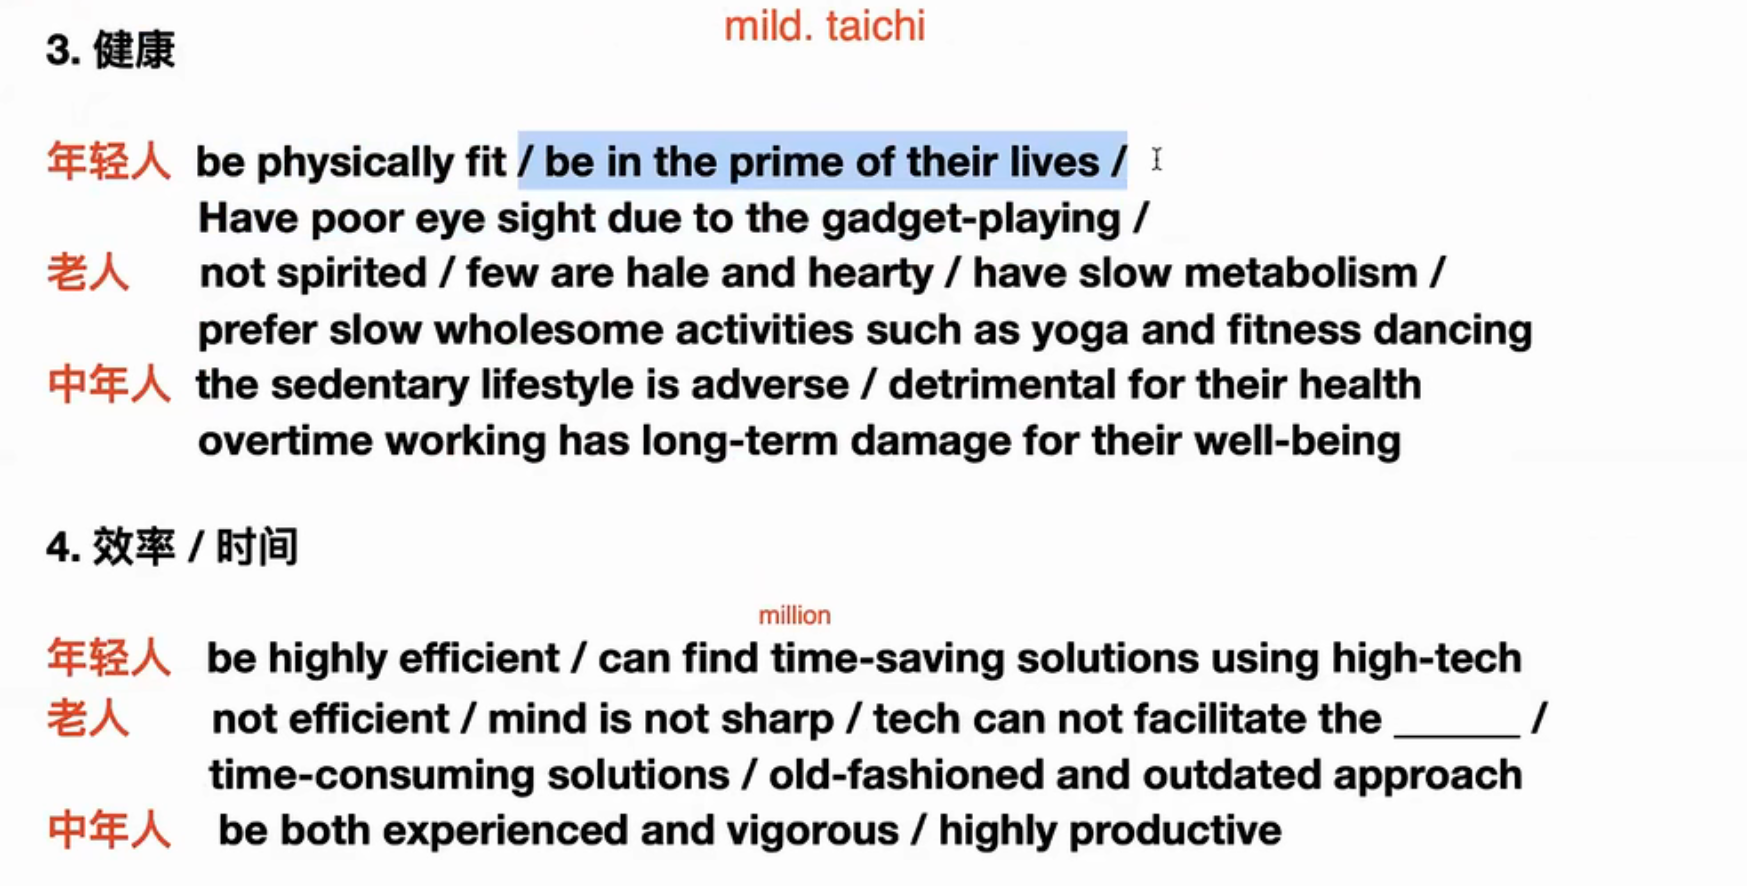 mild. taichi
3. 健康
年轻人 be physically fit / be in the prime of their lives /
Have poor eye sight due to the gadget-playing /
老人 not spirited / few are hale and hearty / have slow metabolism /
prefer slow wholesome activities such as yoga and fitness dancing
中年人 the sedentary lifestyle is adverse / detrimental for their health
overtime working has long-term damage for their well-being
4. 效率 / 时间
million
年轻人 be highly efficient / can find time-saving solutions using high-tech
老人 not efficient / mind is not sharp / tech can not facilitate the ______ /
time-consuming solutions / old-fashioned and outdated approach
中年人 be both experienced and vigorous / highly productive